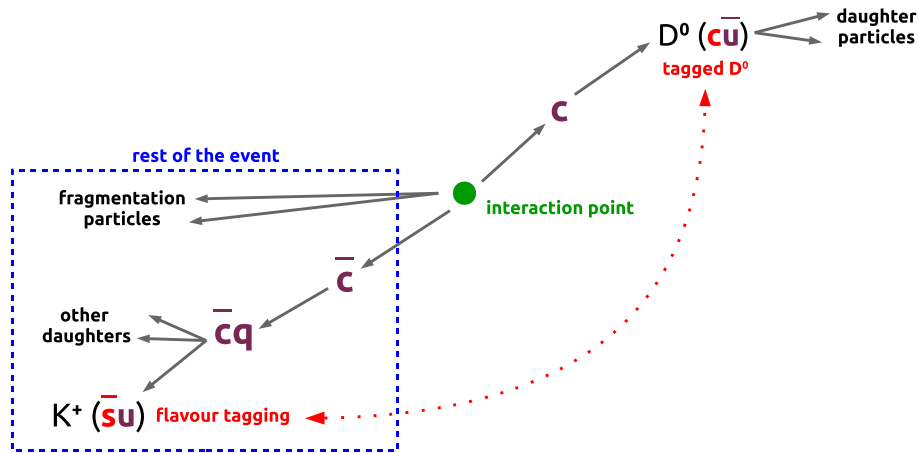 D⁰ (cu̅)
tagged D⁰
daughter
particles
c
rest of the event
interaction point
fragmentation
particles
c̅
c̅q
other
daughters
K⁺ (s̅u)
flavour tagging